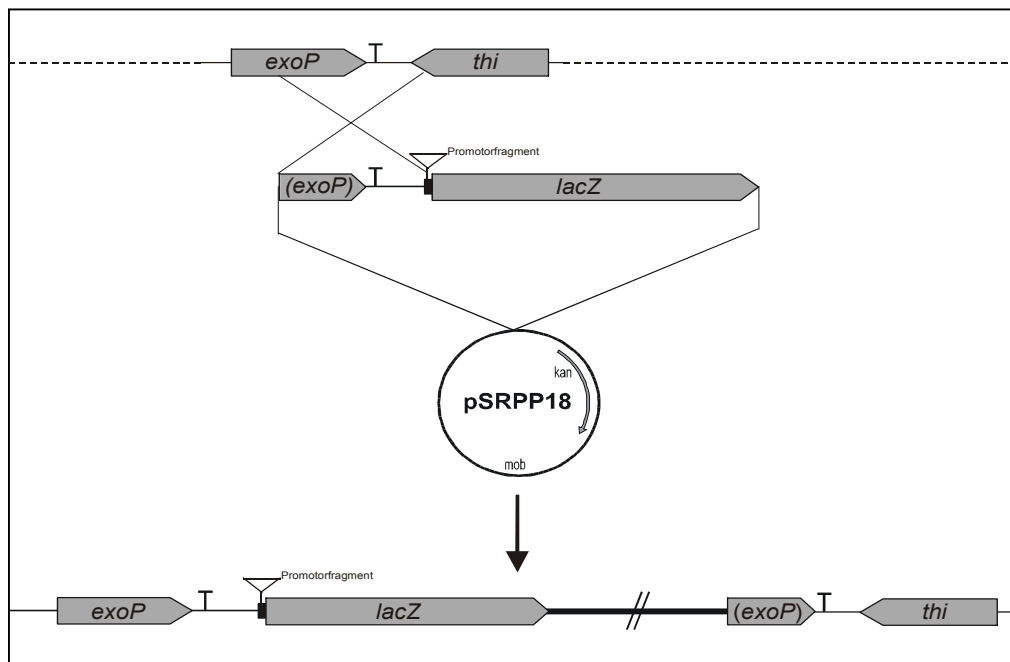 exoP thi
Promotorfragment
(exoP) lacZ
kan
pSRPP18
mob
Promotorfragment
exoP lacZ (exoP) thi